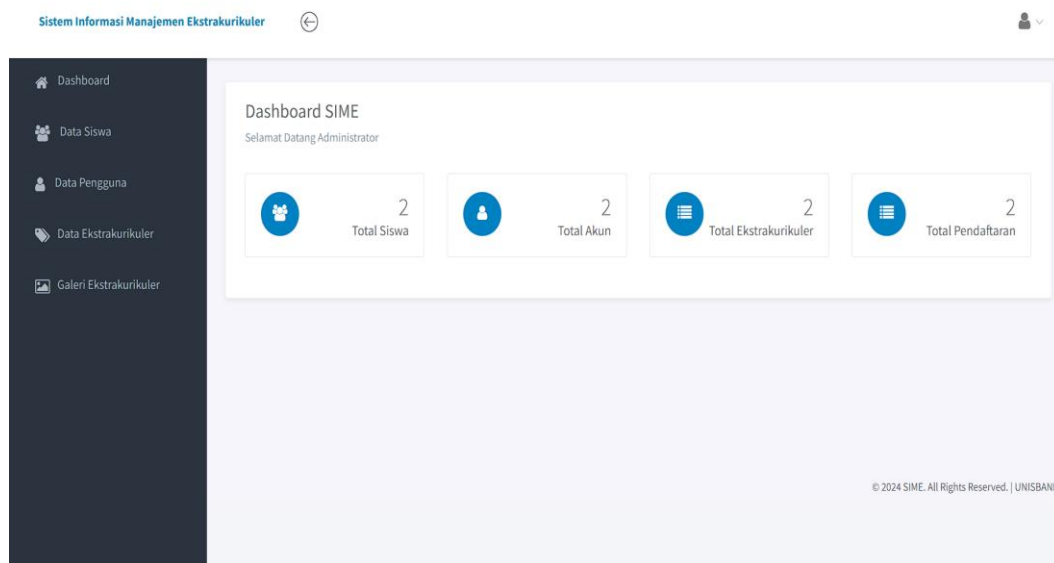 Sistem Informasi Manajemen Ekstrakurikuler
Dashboard
Data Siswa
Data Pengguna
Data Ekstrakurikuler
Galeri Ekstrakurikuler
Dashboard SIME
Selamat Datang Administrator
2
Total Siswa
2
Total Akun
2
Total Ekstrakurikuler
2
Total Pendaftaran
© 2024 SIME. All Rights Reserved. |